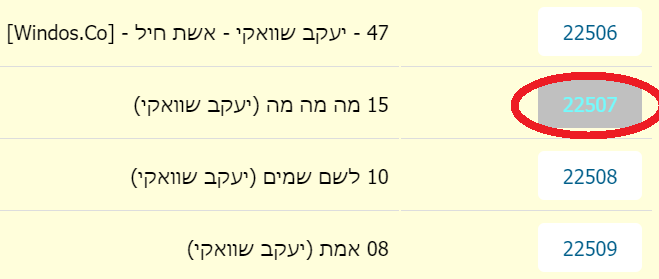 22506 47 - יעקב שוואקי - אשת חיל - [Windos.Co]
22507 15 מה מה מה (יעקב שוואקי)
22508 10 לשם שמים (יעקב שוואקי)
22509 08 אמת (יעקב שוואקי)